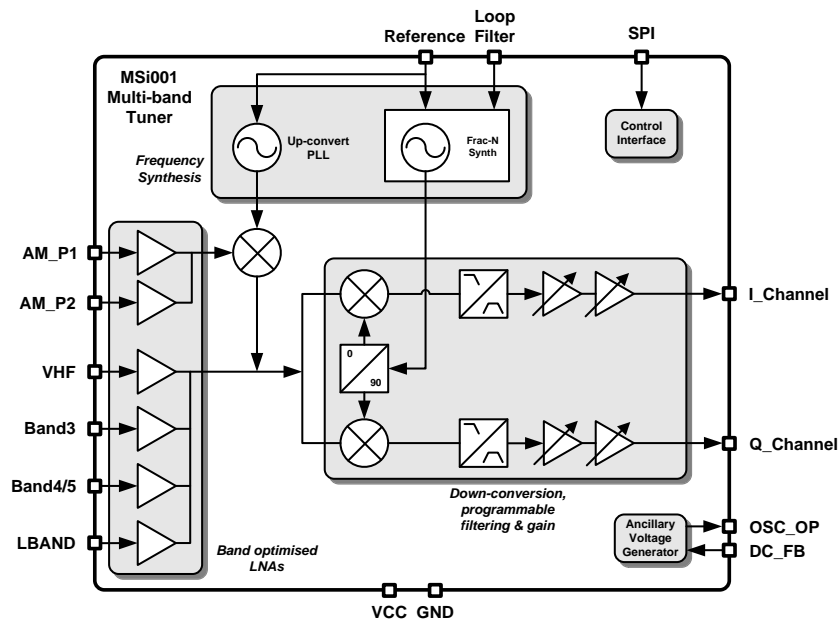 Reference
Loop
Filter
SPI
MSi001
Multi-band
Tuner
Up-convert
PLL
Frac-N
Synth
Control
Interface
Frequency
Synthesis
AM_P1
AM_P2
VHF
Band3
Band4/5
LBAND
0
90
I_Channel
Q_Channel
Down-conversion,
programmable
filtering & gain
Band optimised
LNAs
Ancillary
Voltage
Generator
OSC_OP
DC_FB
VCC GND